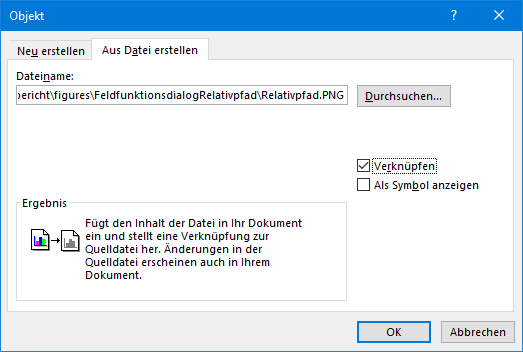 Objekt
Neu erstellen
Aus Datei erstellen
Dateiname:
bericht\figures\FeldfunktionsdialogRelativpfad\Relativpfad.PNG
Durchsuchen...
Verknüpfen
Als Symbol anzeigen
Ergebnis
Fügt den Inhalt der Datei in Ihr Dokument
ein und stellt eine Verknüpfung zur
Quelldatei her. Änderungen in der
Quelldatei erscheinen auch in Ihrem
Dokument.
OK
Abbrechen